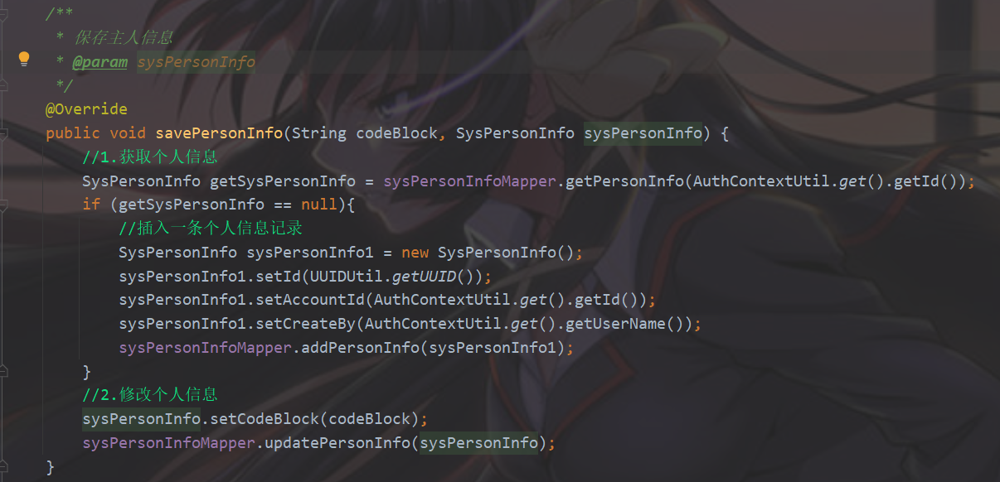 /**
 * 保存主人信息
 * @param sysPersonInfo
 */
@Override
public void savePersonInfo(String codeBlock, SysPersonInfo sysPersonInfo) {
    //1.获取个人信息
    SysPersonInfo getSysPersonInfo = sysPersonInfoMapper.getPersonInfo(AuthContextUtil.get().getId());
    if (getSysPersonInfo == null){
        //插入一条个人信息记录
        SysPersonInfo sysPersonInfo1 = new SysPersonInfo();
        sysPersonInfo1.setId(UUIDUtil.getUUID());
        sysPersonInfo1.setAccountId(AuthContextUtil.get().getId());
        sysPersonInfo1.setCreateBy(AuthContextUtil.get().getUserName());
        sysPersonInfoMapper.addPersonInfo(sysPersonInfo1);
    }
    //2.修改个人信息
    sysPersonInfo.setCodeBlock(codeBlock);
    sysPersonInfoMapper.updatePersonInfo(sysPersonInfo);
}